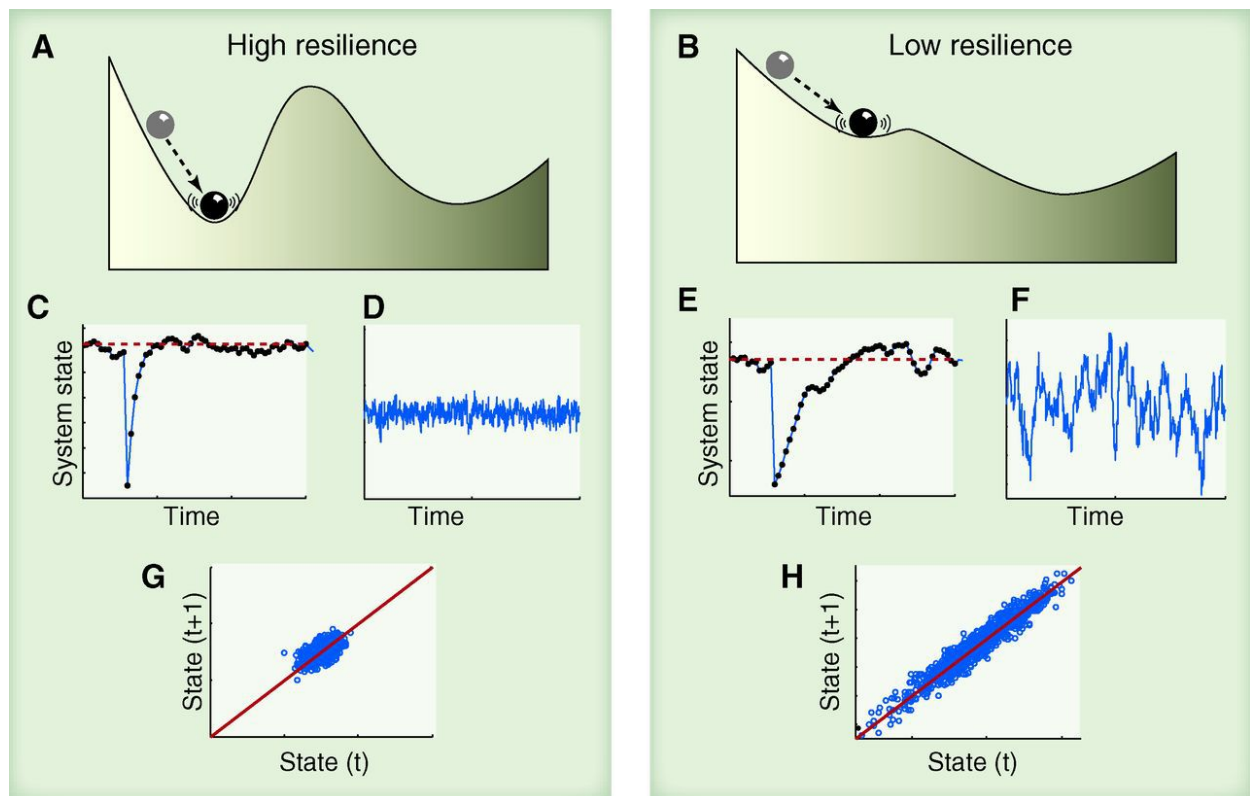 A
High resilience
B
Low resilience
C
System state
Time
D
Time
E
System state
Time
F
Time
G
State (t+1)
State (t)
H
State (t+1)
State (t)